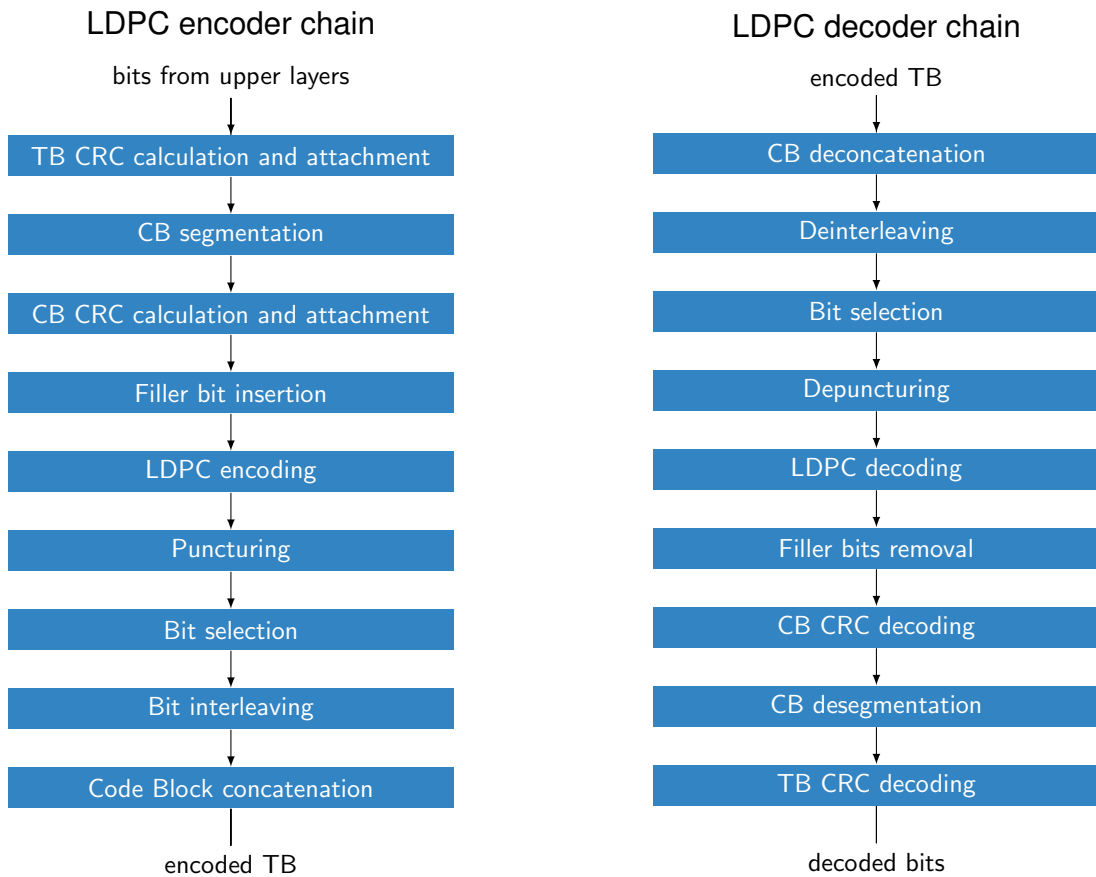 LDPC encoder chain
bits from upper layers
TB CRC calculation and attachment
CB segmentation
CB CRC calculation and attachment
Filler bit insertion
LDPC encoding
Puncturing
Bit selection
Bit interleaving
Code Block concatenation
encoded TB
LDPC decoder chain
encoded TB
CB deconcatenation
Deinterleaving
Bit selection
Depuncturing
LDPC decoding
Filler bits removal
CB CRC decoding
CB desegmentation
TB CRC decoding
decoded bits